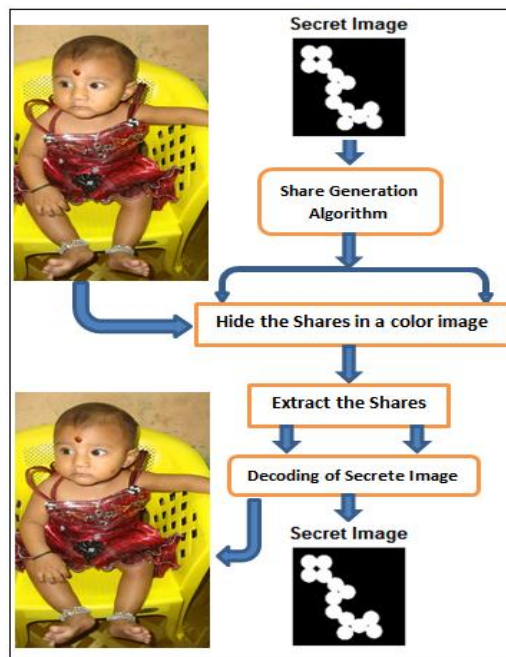 Secret Image
Share Generation
Algorithm
Hide the Shares in a color image
Extract the Shares
Decoding of Secrete Image
Secret Image